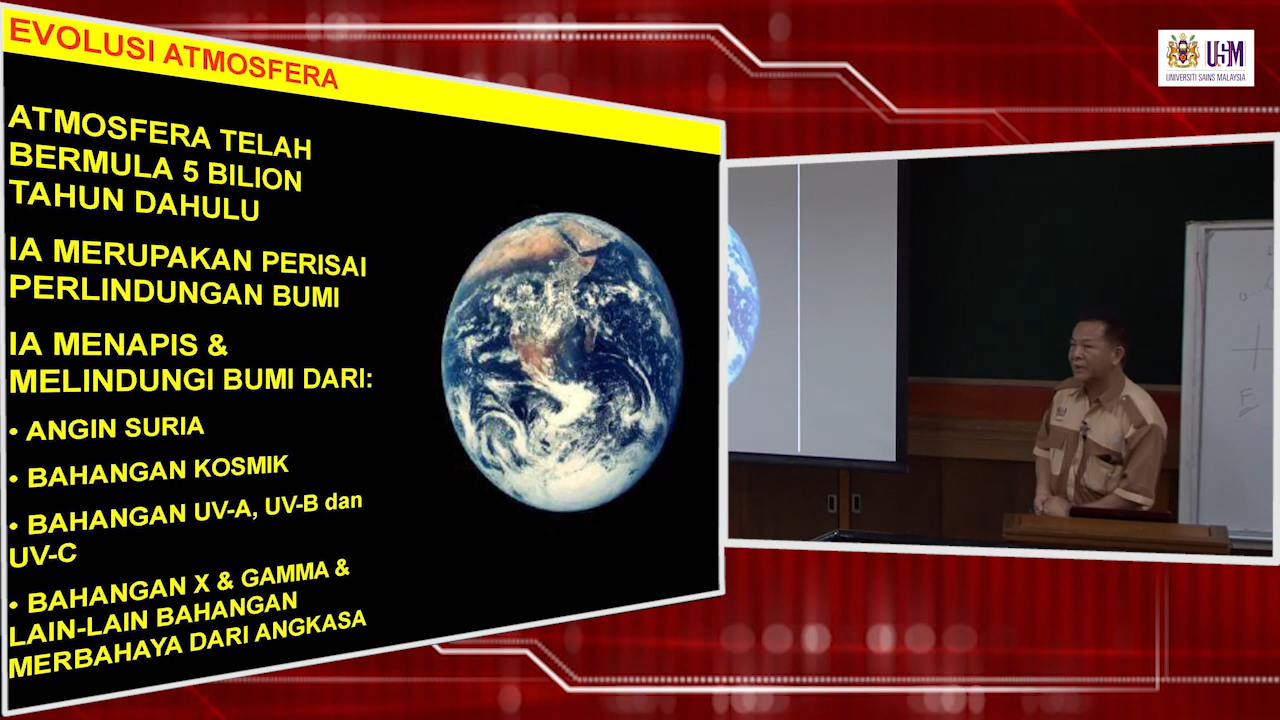 EVOLUSI ATMOSFERA
ATMOSFERA TELAH
BERMULA 5 BILION
TAHUN DAHULU
IA MERUPAKAN PERISAI
PERLINDUNGAN BUMI
IA MENAPIS &
MELINDUNGI BUMI DARI:
• ANGIN SURIA
• BAHANGAN KOSMIK
• BAHANGAN UV-A, UV-B dan
UV-C
• BAHANGAN X & GAMMA &
LAIN-LAIN BAHANGAN
MERBAHAYA DARI ANGKASA
USM
UNIVERSITI SAINS MALAYSIA